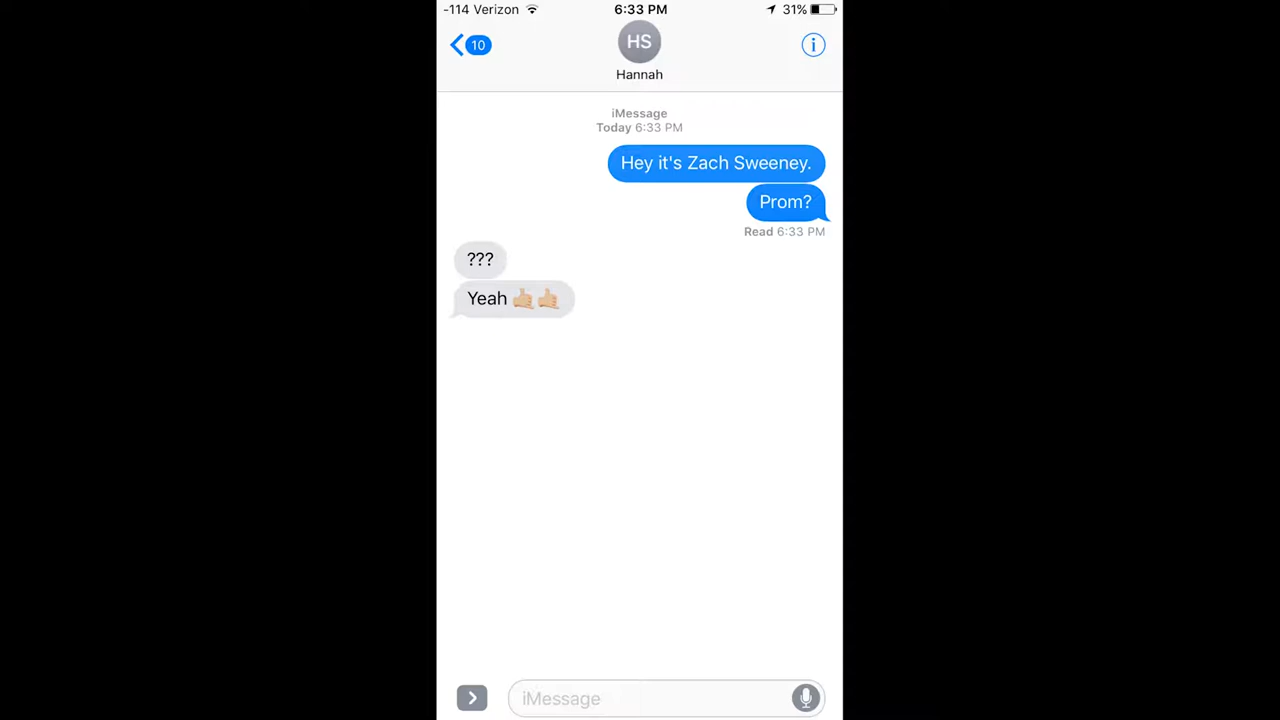 -114 Verizon 6:33 PM 31%
10
HS
Hannah
iMessage
Today 6:33 PM
Hey it's Zach Sweeney.
Prom?
Read 6:33 PM
???
Yeah 🤙🏼🤙🏼
iMessage